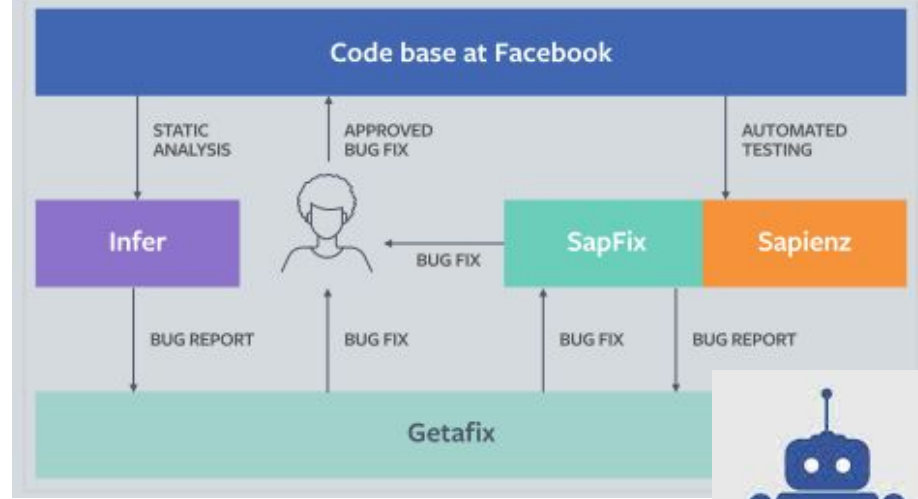 Code base at Facebook
STATIC
ANALYSIS
APPROVED
BUG FIX
AUTOMATED
TESTING
Infer
BUG FIX
SapFix
Sapienz
BUG REPORT
BUG FIX
BUG FIX
BUG REPORT
Getafix